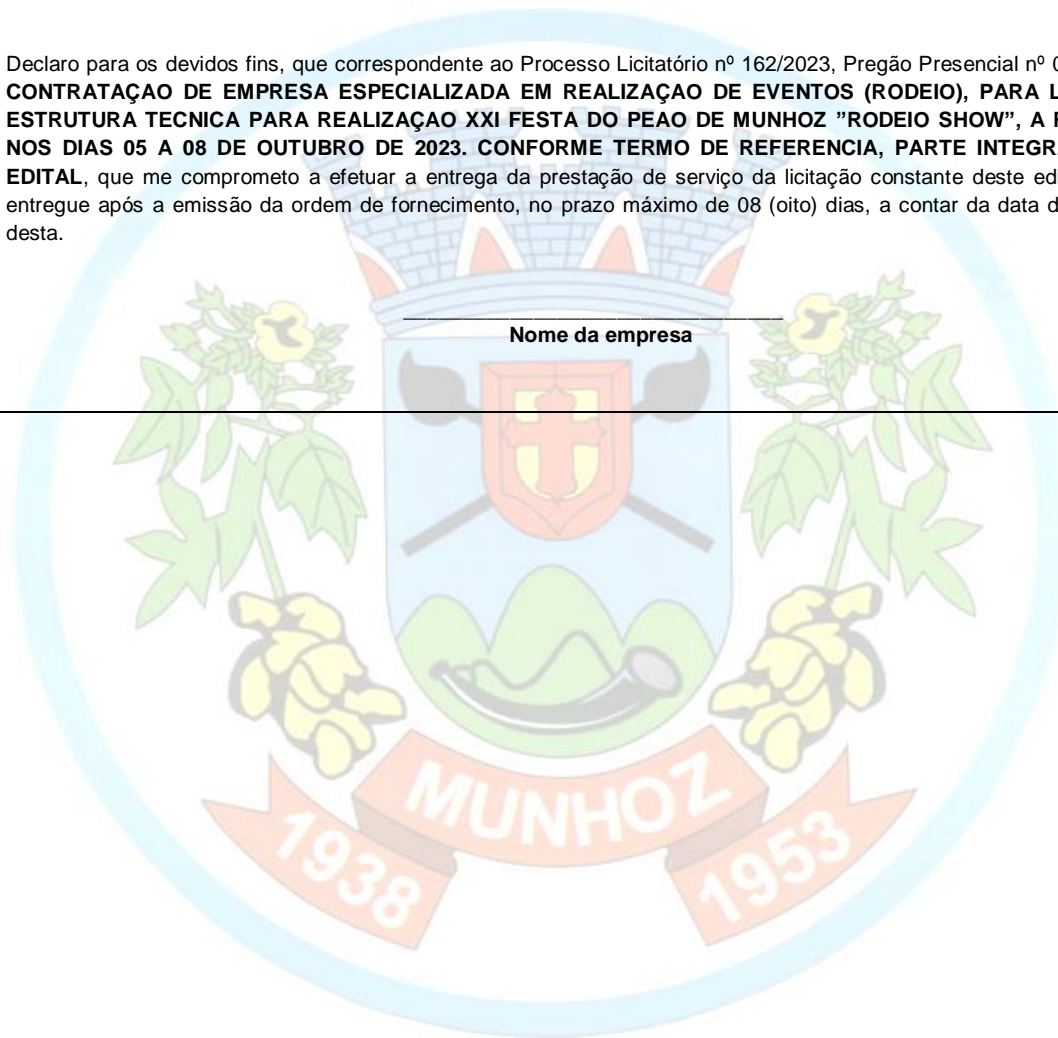 Declaro para os devidos fins, que correspondente ao Processo Licitatório nº 162/2023, Pregão Presencial nº
CONTRATAÇAO DE EMPRESA ESPECIALIZADA EM REALIZAÇAO DE EVENTOS (RODEIO), PARA
ESTRUTURA TECNICA PARA REALIZAÇAO XXI FESTA DO PEAO DE MUNHOZ ”RODEIO SHOW”, A
NOS DIAS 05 A 08 DE OUTUBRO DE 2023. CONFORME TERMO DE REFERENCIA, PARTE
EDITAL, que me comprometo a efetuar a entrega da prestação de serviço da licitação constante deste
entregue após a emissão da ordem de fornecimento, no prazo máximo de 08 (oito) dias, a contar da data
desta.
Nome da empresa
MUNHOZ
1938
1953